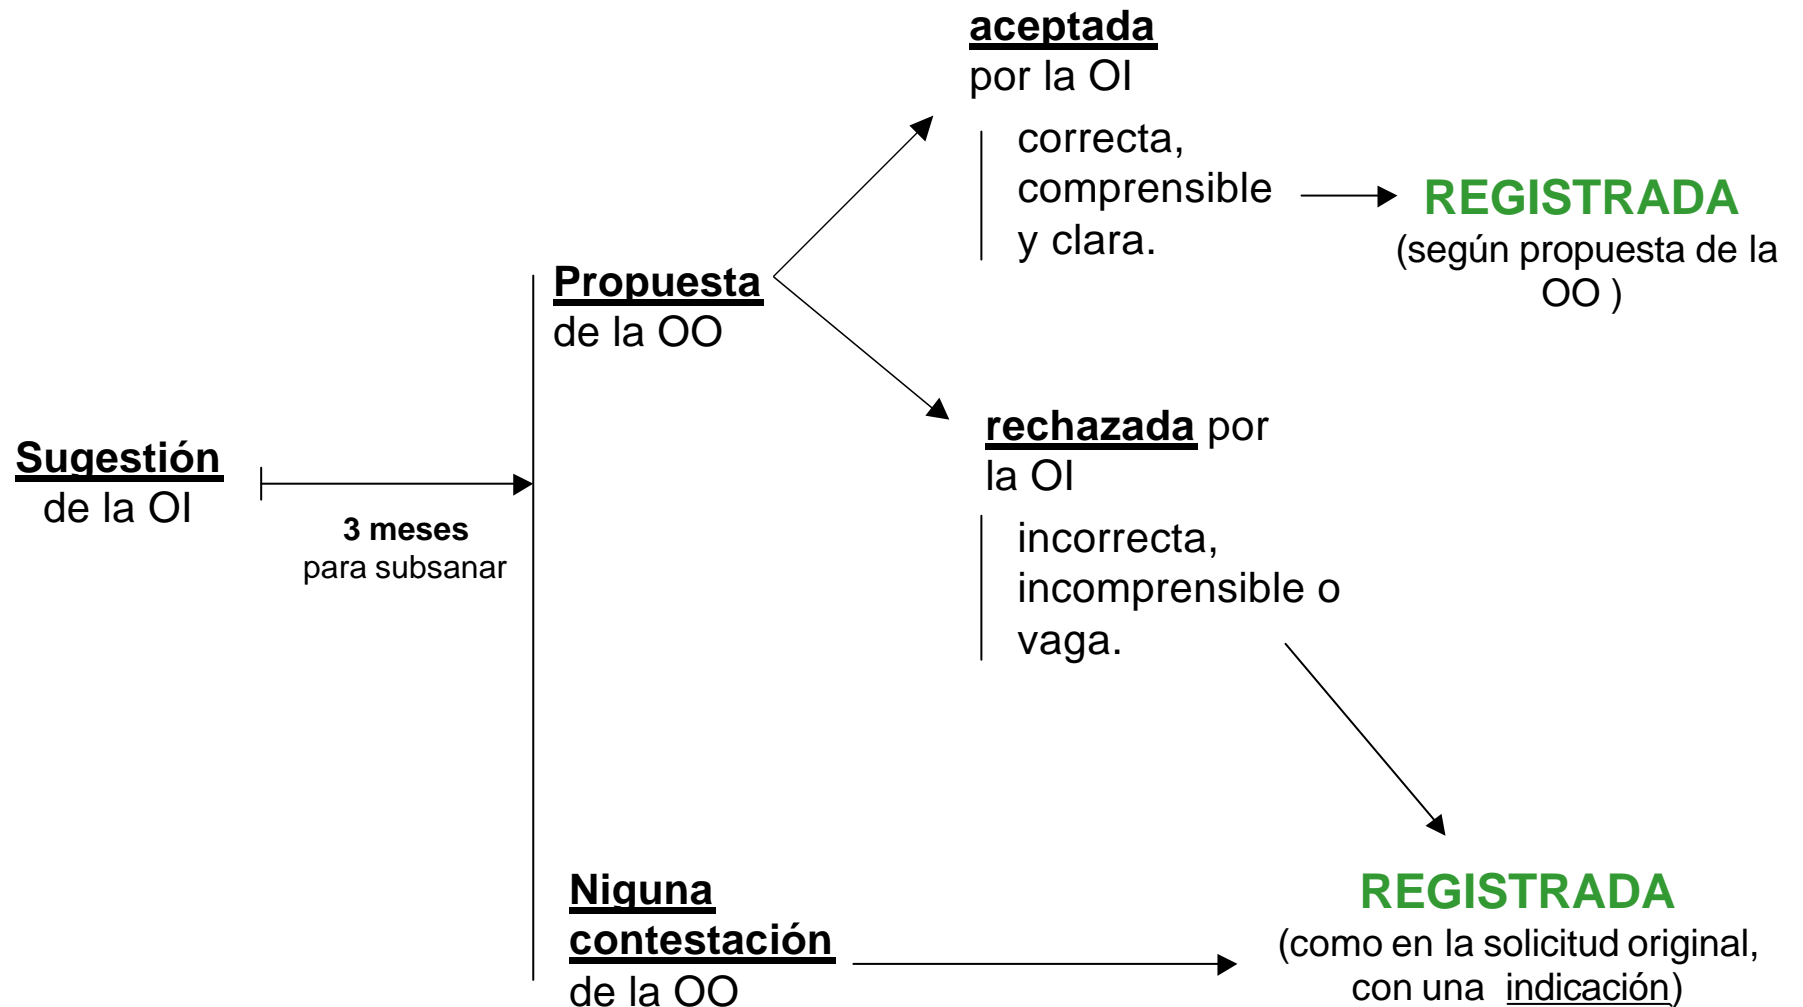 aceptada
por la OI
correcta,
comprensible
y clara.
REGISTRADA
(según propuesta de la
OO )
Propuesta
de la OO
rechazada por
la OI
Sugestión
de la OI
3 meses
para subsanar
incorrecta,
incomprensible o
vaga.
Niguna
contestación
de la OO
REGISTRADA
(como en la solicitud original,
con una indicación)